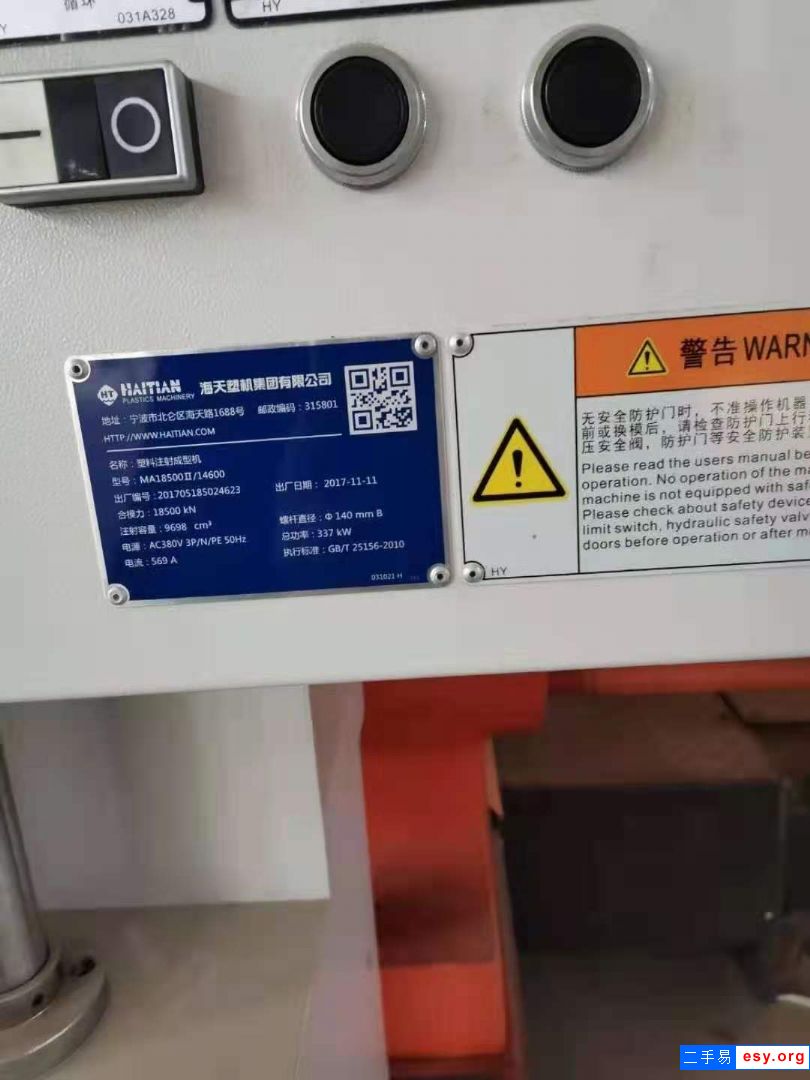 循环
031A328
HY
HT HAITIAN 海天塑机集团有限公司
PLASTICS MACHINERY
地址：宁波市北仑区海天路1688号 邮政编码：315801
HTTP://WWW.HAITIAN.COM
名称：塑料注射成型机
型号：MA18500II/14600
出厂编号：201705185024623 出厂日期：2017-11-11
合模力：18500 kN
注射容量：9698 cm³ 螺杆直径：Φ 140 mm B
电源：AC380V 3P/N/PE 50Hz 总功率：337 kW
电流：569 A 执行标准：GB/T 25156-2010
031021 H
警告 WARN
无安全防护门时，不准操作机器
前或换模后，请检查防护门上行
压安全阀，防护门等安全防护装
Please read the users manual be
operation. No operation of the ma
machine is not equipped with safe
Please check about safety device
limit switch, hydraulic safety valv
doors before operation or after m
HY
二手易 esy.org